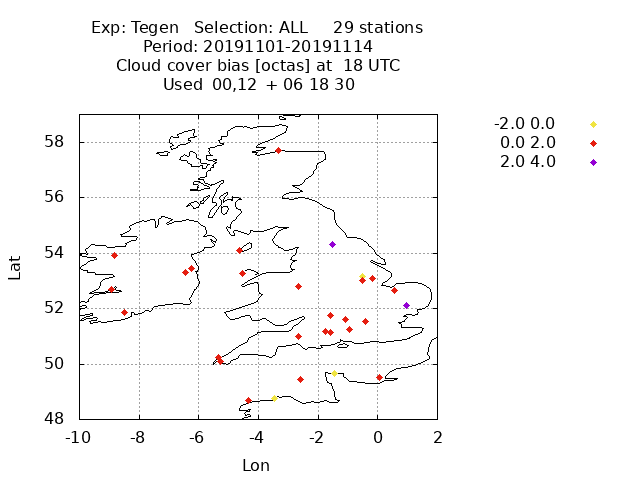 Exp: Tegen Selection: ALL 29 stations
Period: 20191101-20191114
Cloud cover bias [octas] at 18 UTC
Used 00,12 + 06 18 30
-2.0 0.0
0.0 2.0
2.0 4.0
58
56
54
52
50
48
Lat
-10 -8 -6 -4 -2 0 2
Lon